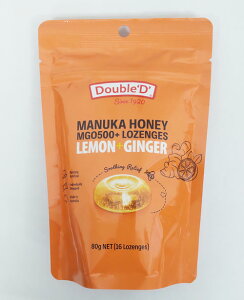 Double'D'
Since 1920
MANUKA HONEY
MGO500+ LOZENGES
LEMON+GINGER
Soothing Relief
80g NET (16 Lozenges)